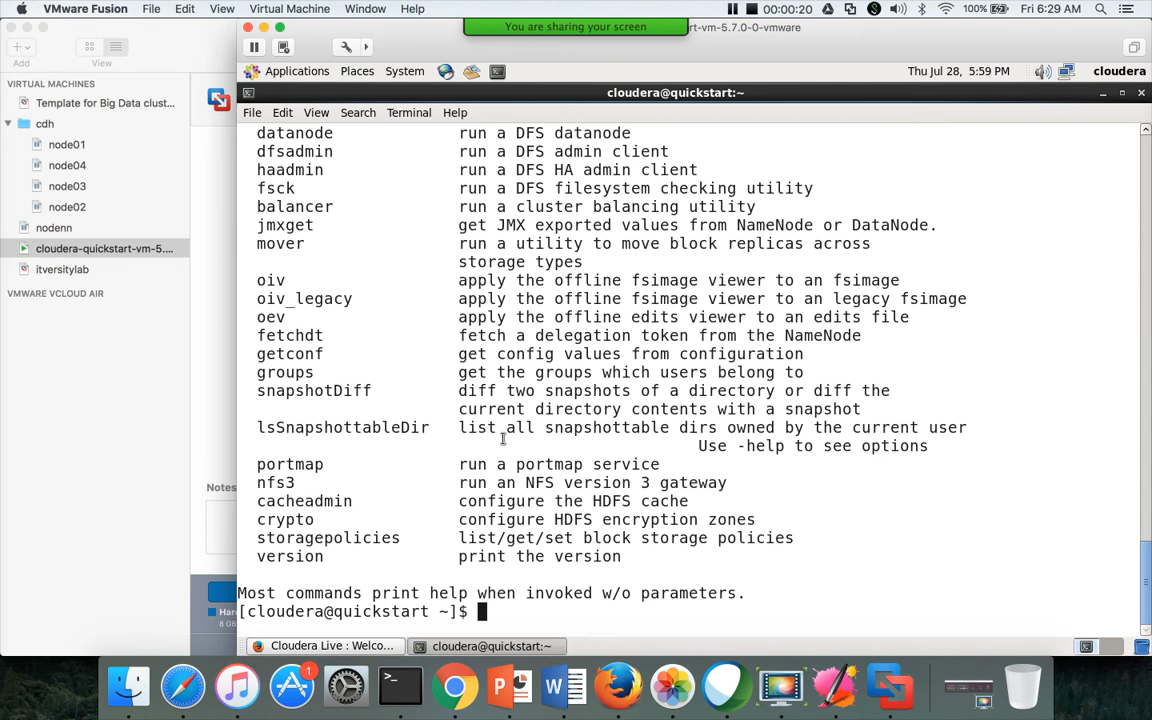 VMware Fusion File Edit View Virtual Machine Window Help 00:00:20 100% Fri 6:29 AM
You are sharing your screen
rt-vm-5.7.0-0-vmware
Add View
VIRTUAL MACHINES
Template for Big Data clust...
cdh
node01
node04
node03
node02
nodenn
cloudera-quickstart-vm-5....
itversitylab
VMWARE VCLOUD AIR
Notes
Hard
8 GB
Applications Places System Thu Jul 28, 5:59 PM cloudera
cloudera@quickstart:~
File Edit View Search Terminal Help
datanode run a DFS datanode
dfsadmin run a DFS admin client
haadmin run a DFS HA admin client
fsck run a DFS filesystem checking utility
balancer run a cluster balancing utility
jmxget get JMX exported values from NameNode or DataNode.
mover run a utility to move block replicas across
storage types
oiv apply the offline fsimage viewer to an fsimage
oiv_legacy apply the offline fsimage viewer to an legacy fsimage
oev apply the offline edits viewer to an edits file
fetchdt fetch a delegation token from the NameNode
getconf get config values from configuration
groups get the groups which users belong to
snapshotDiff diff two snapshots of a directory or diff the
current directory contents with a snapshot
lsSnapshottableDir list all snapshottable dirs owned by the current user
Use -help to see options
portmap run a portmap service
nfs3 run an NFS version 3 gateway
cacheadmin configure the HDFS cache
crypto configure HDFS encryption zones
storagepolicies list/get/set block storage policies
version print the version
Most commands print help when invoked w/o parameters.
[cloudera@quickstart ~]$
Cloudera Live : Welco... cloudera@quickstart:~
1